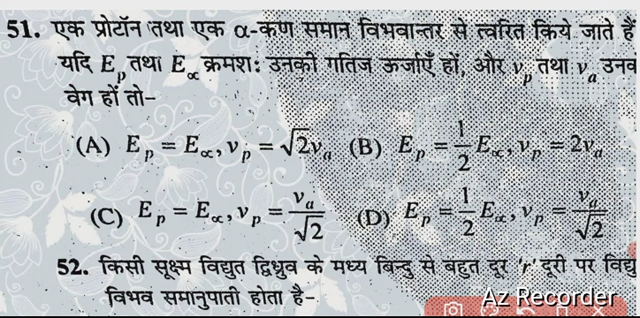 51. एक प्रोटॉन तथा एक α-कण समान विभवान्तर से त्वरित किये जाते हैं
यदि E_p तथा E_∝ क्रमश: उनकी गतिज ऊर्जाएँ हों, और v_p तथा v_a उनव
वेग हों तो–
(A) E_p = E_∝, v_p = √2v_a (B) E_p = 1/2 E_∝, v_p = 2v_a
(C) E_p = E_∝, v_p = v_a/√2 (D) E_p = 1/2 E_∝, v_p = v_a/√2
52. किसी सूक्ष्म विद्युत द्विध्रुव के मध्य बिन्दु से बहुत दूर 'r' दूरी पर विद्यु
विभव समानुपाती होता है–
Az Recorder